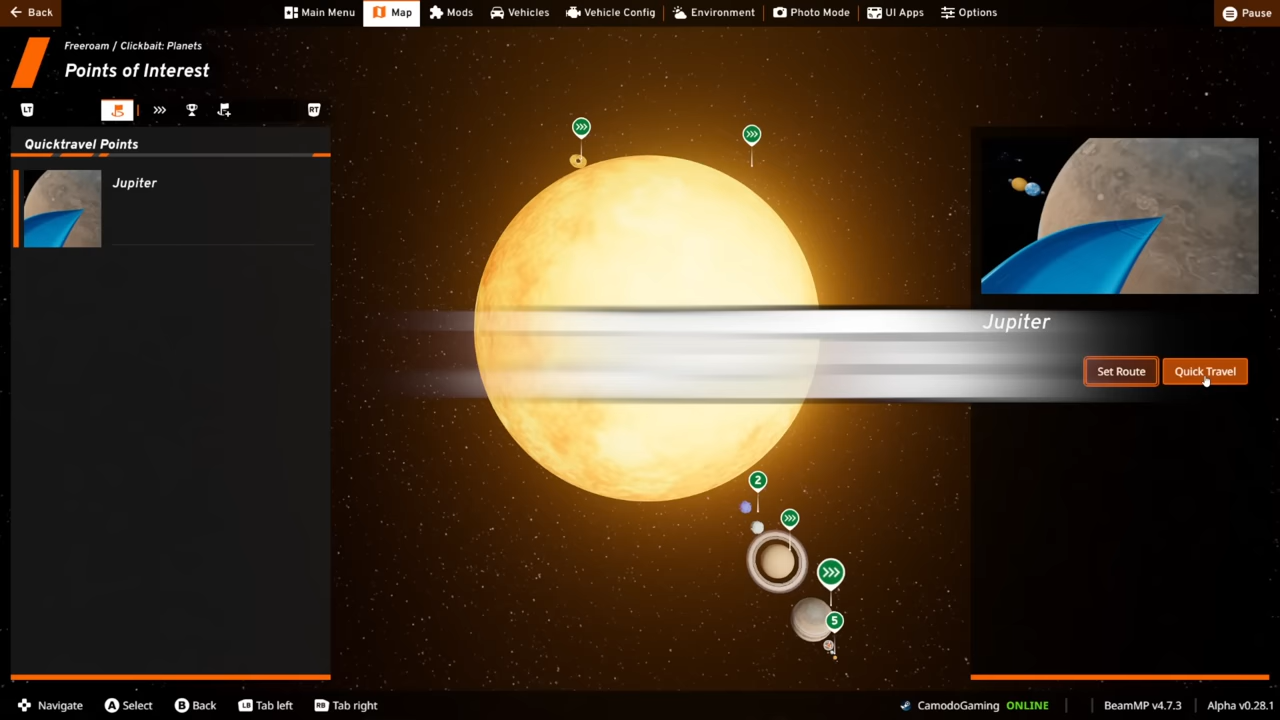 Back
Main Menu
Map
Mods
Vehicles
Vehicle Config
Environment
Photo Mode
UI Apps
Options
Pause
Freeroam / Clickbait: Planets
Points of Interest
LT
RT
Quicktravel Points
Jupiter
Jupiter
Set Route
Quick Travel
2
5
Navigate
A Select
B Back
LB Tab left
RB Tab right
CamodoGaming ONLINE
BeamMP v4.7.3
Alpha v0.28.1